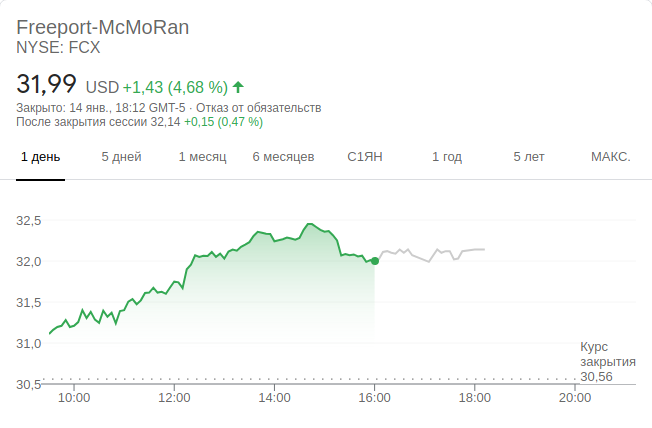 Freeport-McMoRan
NYSE: FCX
31,99 USD +1,43 (4,68 %)
Закрыто: 14 янв., 18:12 GMT-5 · Отказ от обязательств
После закрытия сессии 32,14 +0,15 (0,47 %)
1 день 5 дней 1 месяц 6 месяцев С1ЯН 1 год 5 лет МАКС.
32,5
32,0
31,5
31,0
Курс
закрытия
30,56
30,5
10:00 12:00 14:00 16:00 18:00 20:00